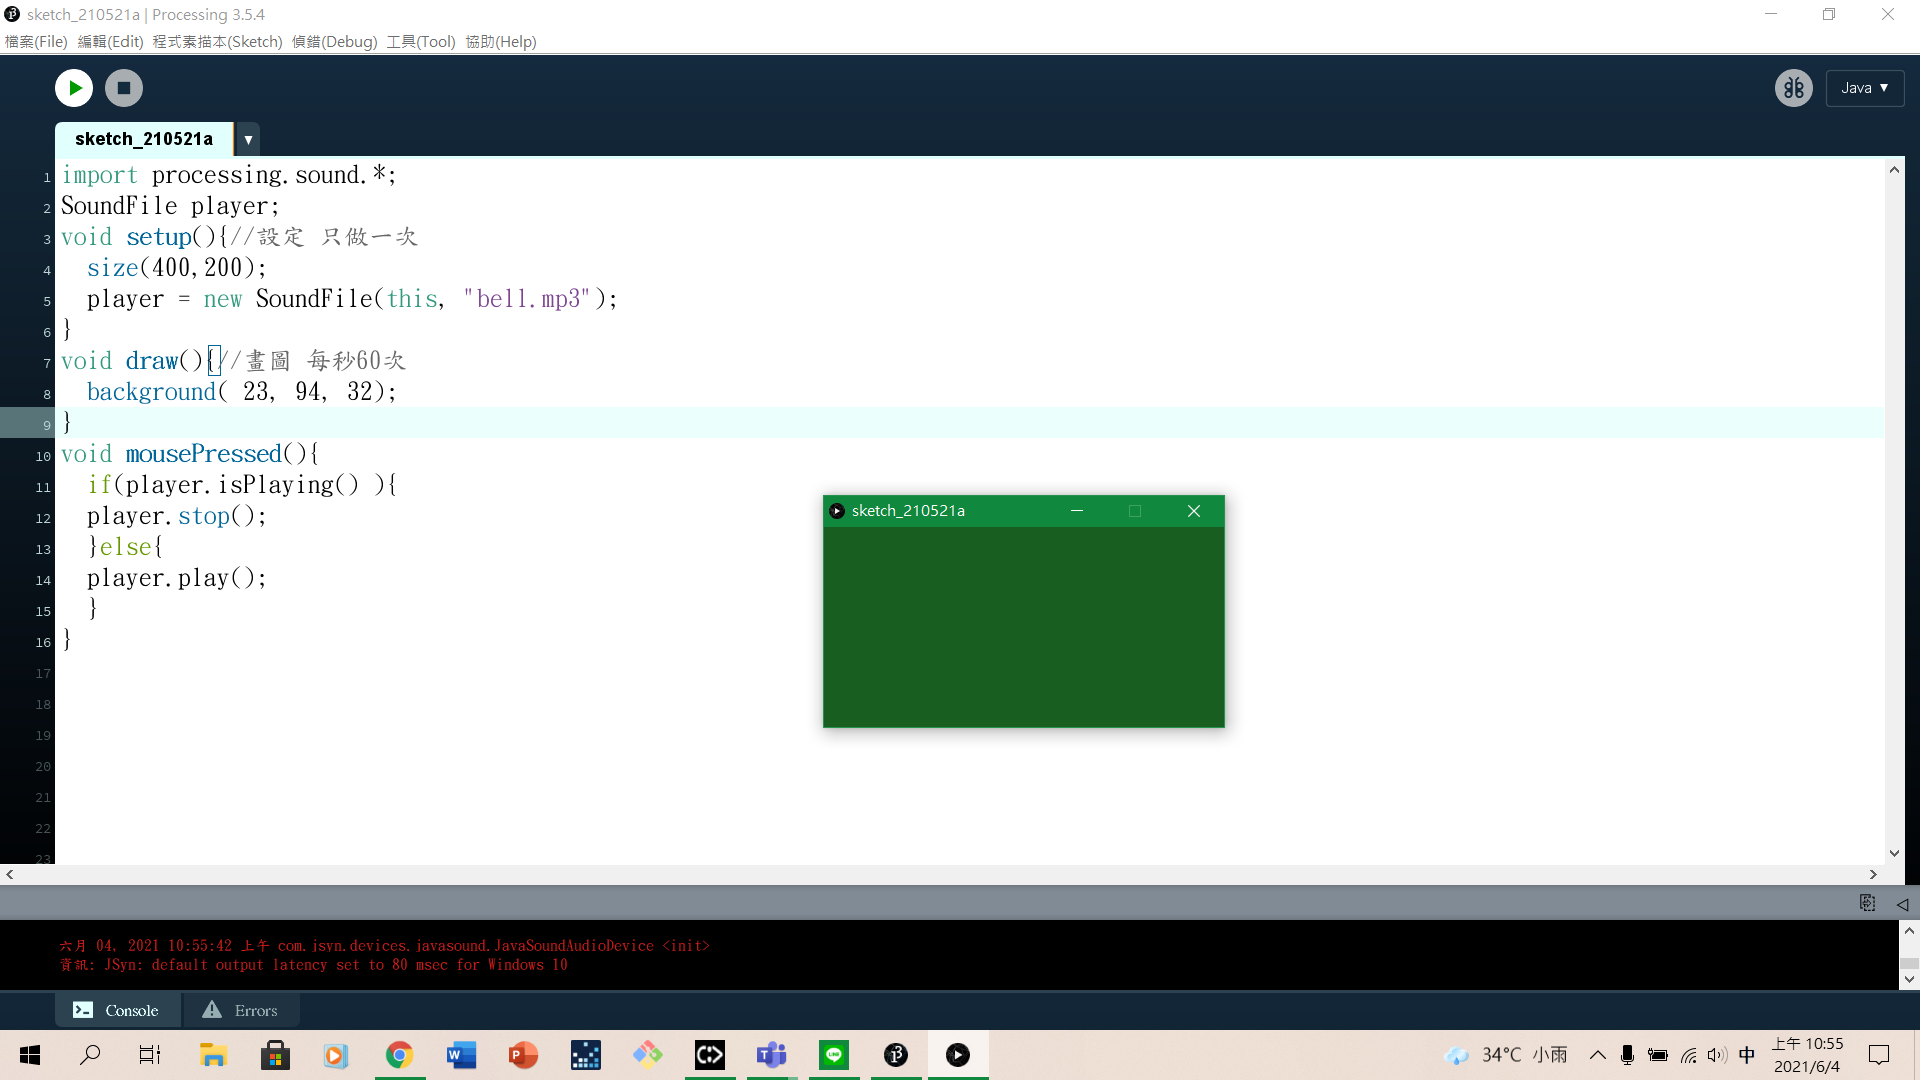 sketch_210521a | Processing 3.5.4
檔案(File) 編輯(Edit) 程式素描本(Sketch) 偵錯(Debug) 工具(Tool) 協助(Help)
Java ▼
sketch_210521a ▼
1 import processing.sound.*;
2 SoundFile player;
3 void setup(){//設定 只做一次
4 size(400,200);
5 player = new SoundFile(this, "bell.mp3");
6 }
7 void draw(){//畫圖 每秒60次
8 background( 23, 94, 32);
9 }
10 void mousePressed(){
11 if(player.isPlaying() ){
12 player.stop();
13 }else{
14 player.play();
15 }
16 }
17
18
19
20
21
22
23
sketch_210521a
六月 04, 2021 10:55:42 上午 com.jsyn.devices.javasound.JavaSoundAudioDevice <init>
資訊: JSyn: default output latency set to 80 msec for Windows 10
Console Errors
34°C 小雨 中 上午 10:55
2021/6/4